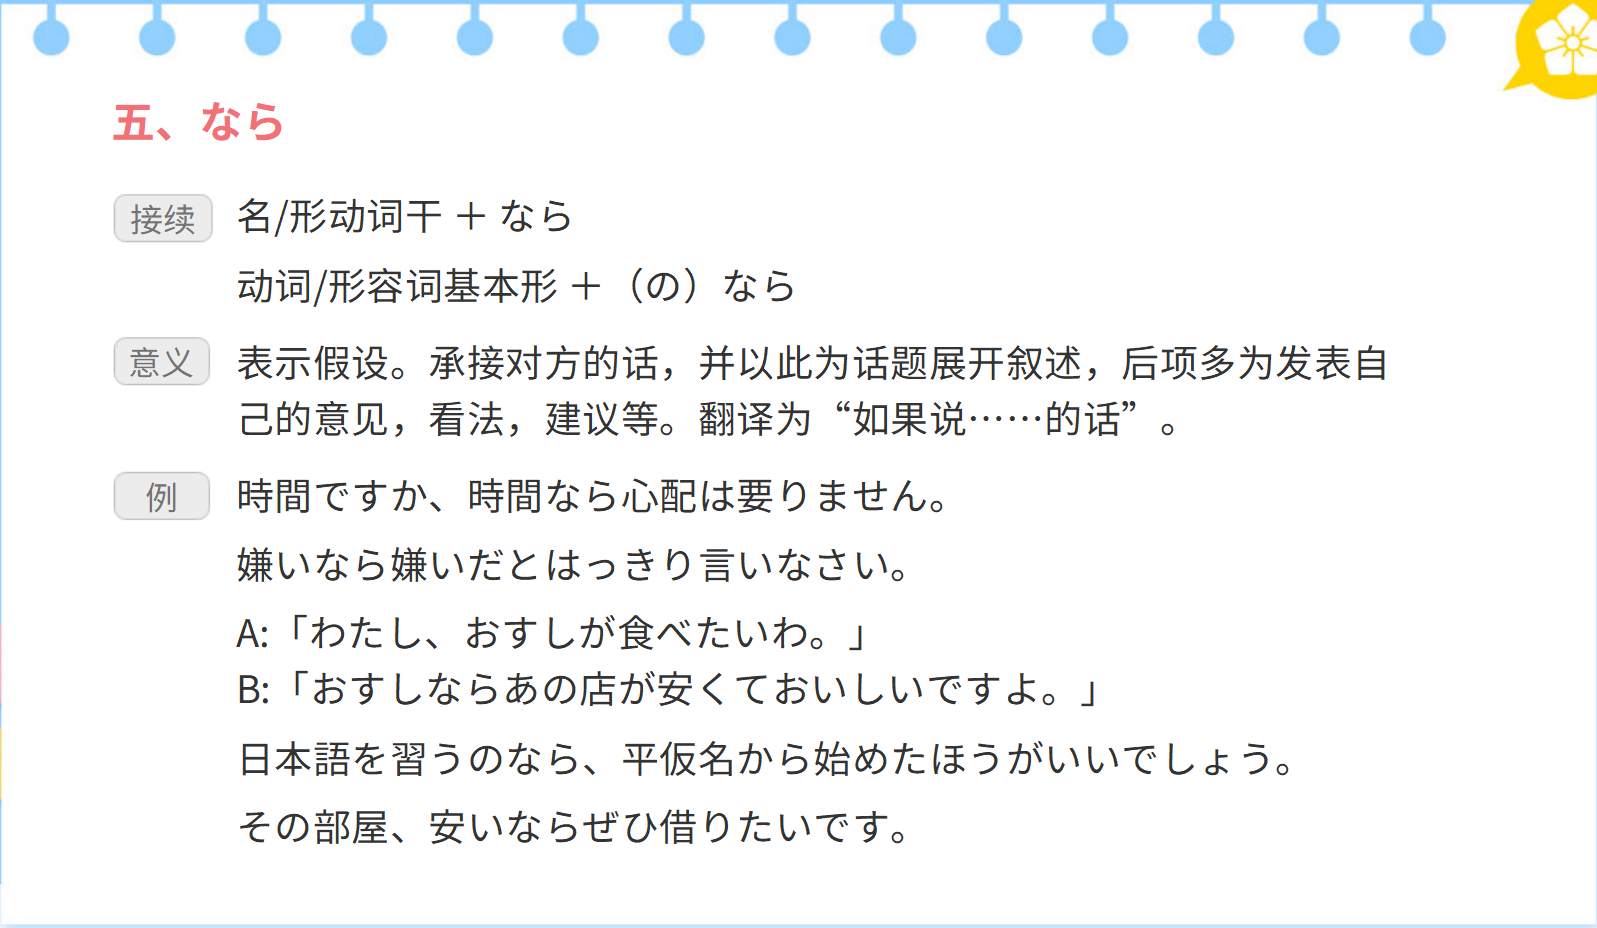 五、なら
接续 名/形动词干 ＋ なら
动词/形容词基本形 ＋（の）なら
意义 表示假设。承接对方的话，并以此为话题展开叙述，后项多为发表自
己的意见，看法，建议等。翻译为“如果说……的话”。
例 時間ですか、時間なら心配は要りません。
嫌いなら嫌いだとはっきり言いなさい。
A:「わたし、おすしが食べたいわ。」
B:「おすしならあの店が安くておいしいですよ。」
日本語を習うのなら、平仮名から始めたほうがいいでしょう。
その部屋、安いならぜひ借りたいです。